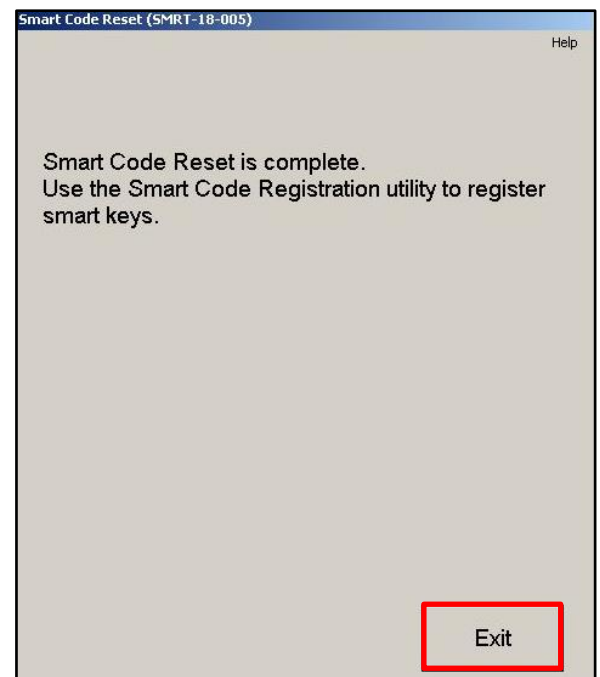 Smart Code Reset (SMRT-18-005)
Help
Smart Code Reset is complete.
Use the Smart Code Registration utility to register
smart keys.
Exit